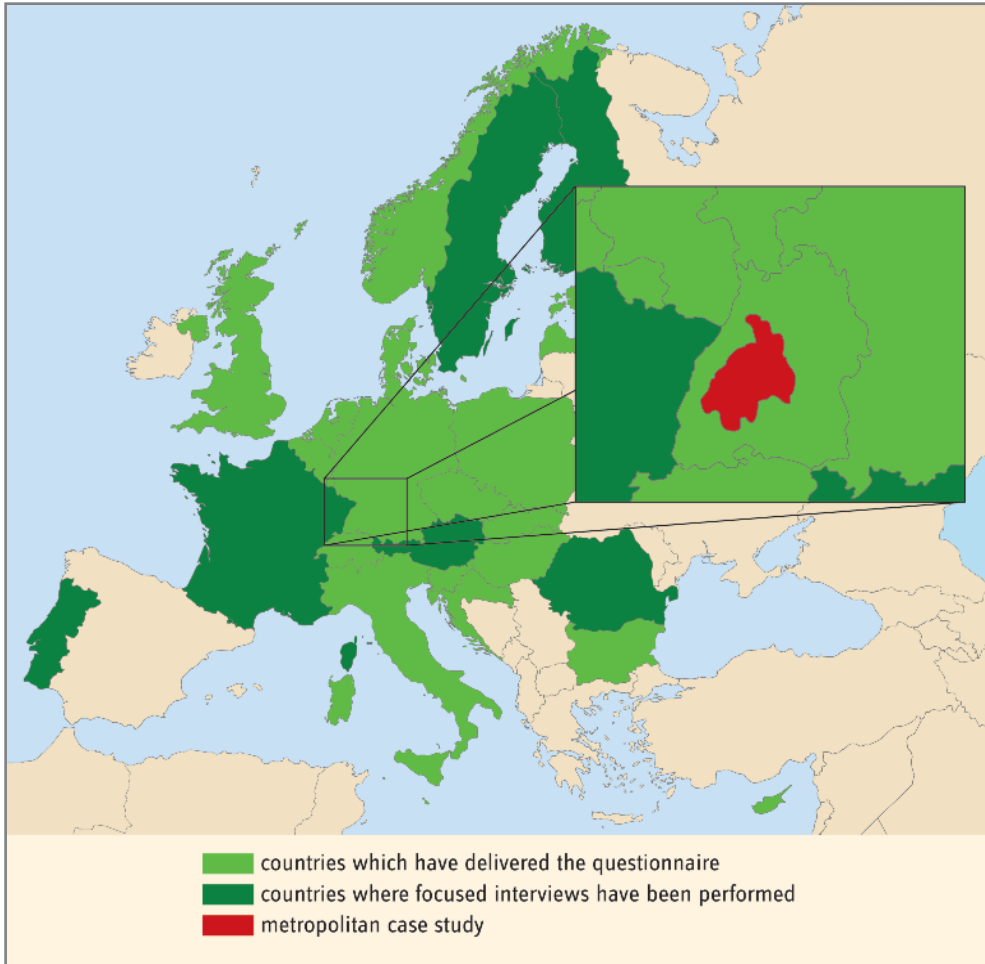 countries which have delivered the questionnaire
countries where focused interviews have been performed
metropolitan case study